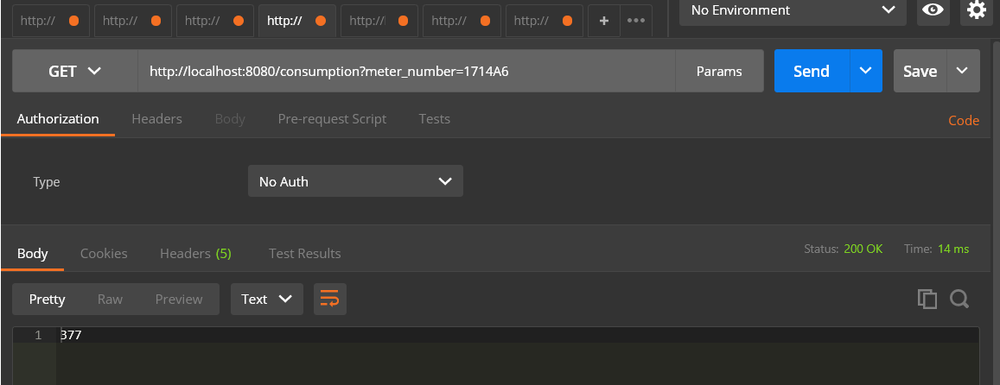 http:// http:// http:// http:// http:// http:// http:// + ••• No Environment
GET http://localhost:8080/consumption?meter_number=1714A6 Params Send Save
Authorization Headers Body Pre-request Script Tests Code
Type No Auth
Body Cookies Headers (5) Test Results Status: 200 OK Time: 14 ms
Pretty Raw Preview Text
1 377